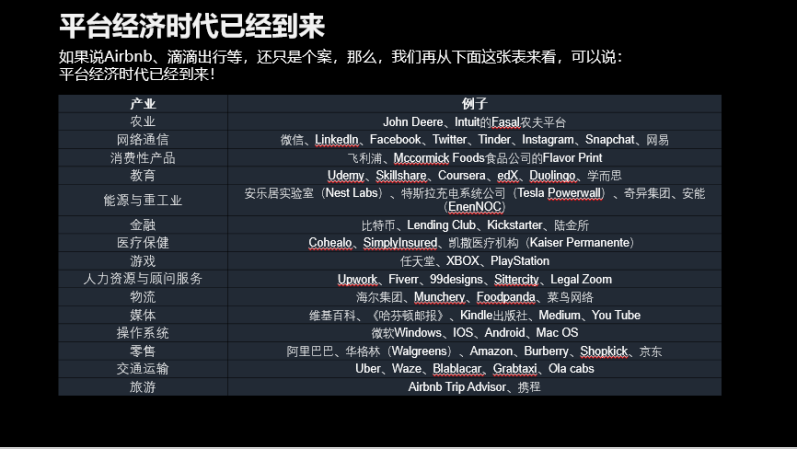 平台经济时代已经到来
如果说Airbnb、滴滴出行等，还只是个案，那么，我们再从下面这张表来看，可以说：
平台经济时代已经到来！
产业 例子
农业 John Deere、Intuit的Fasal农夫平台
网络通信 微信、LinkedIn、Facebook、Twitter、Tinder、Instagram、Snapchat、网易
消费性产品 飞利浦、Mccormick Foods食品公司的Flavor Print
教育 Udemy、Skillshare、Coursera、edX、Duolingo、学而思
能源与重工业 安乐居实验室（Nest Labs）、特斯拉充电系统公司（Tesla Powerwall）、奇异集团、安能
（EnenNOC）
金融 比特币、Lending Club、Kickstarter、陆金所
医疗保健 Cohealo、SimplyInsured、凯撒医疗机构（Kaiser Permanente）
游戏 任天堂、XBOX、PlayStation
人力资源与顾问服务 Upwork、Fiverr、99designs、Sittercity、Legal Zoom
物流 海尔集团、Munchery、Foodpanda、菜鸟网络
媒体 维基百科、《哈芬顿邮报》、Kindle出版社、Medium、You Tube
操作系统 微软Windows、IOS、Android、Mac OS
零售 阿里巴巴、华格林（Walgreens）、Amazon、Burberry、Shopkick、京东
交通运输 Uber、Waze、Blablacar、Grabtaxi、Ola cabs
旅游 Airbnb Trip Advisor、携程